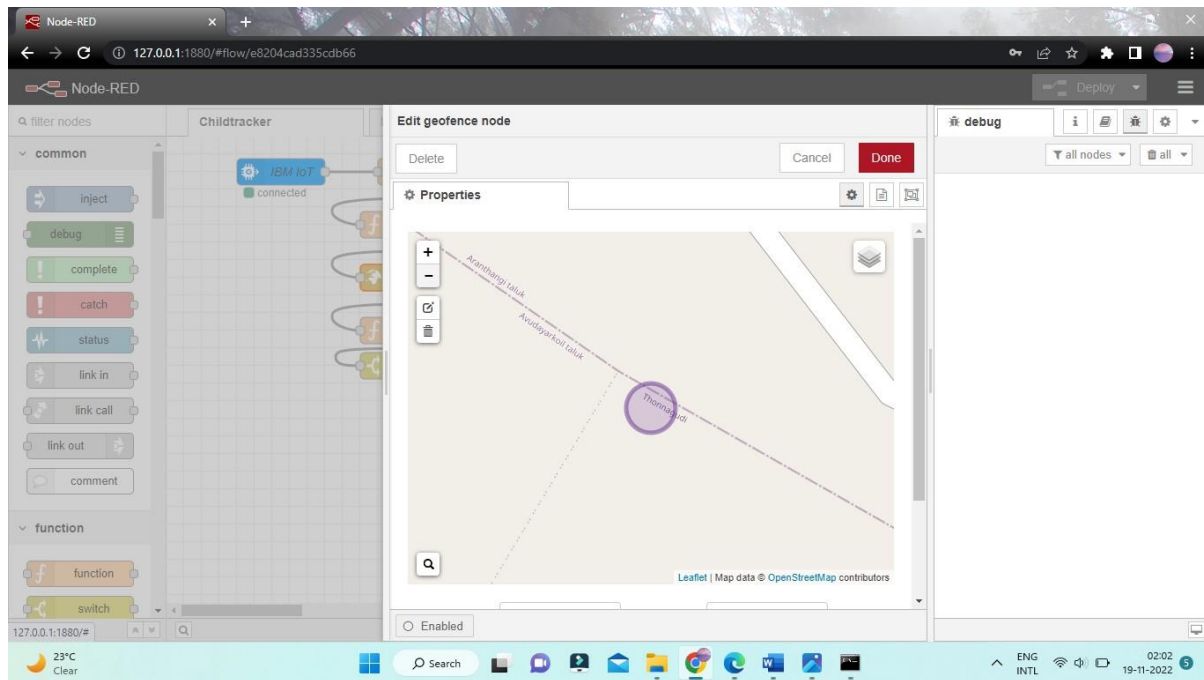 Node-RED
127.0.0.1:1880/#flow/e8204cad335cdb66
Node-RED
Deploy
filter nodes
Childtracker
Edit geofence node
debug
i
common
Delete
Cancel
Done
all nodes
all
IBM IoT
connected
Properties
inject
debug
complete
catch
status
link in
link call
link out
comment
function
f function
switch
+
−
Aranthangi taluk
Avudayarkoil taluk
Thorinagudi
Leaflet | Map data © OpenStreetMap contributors
Enabled
127.0.0.1:1880/#
23°C
Clear
Search
ENG
INTL
02:02
19-11-2022
5